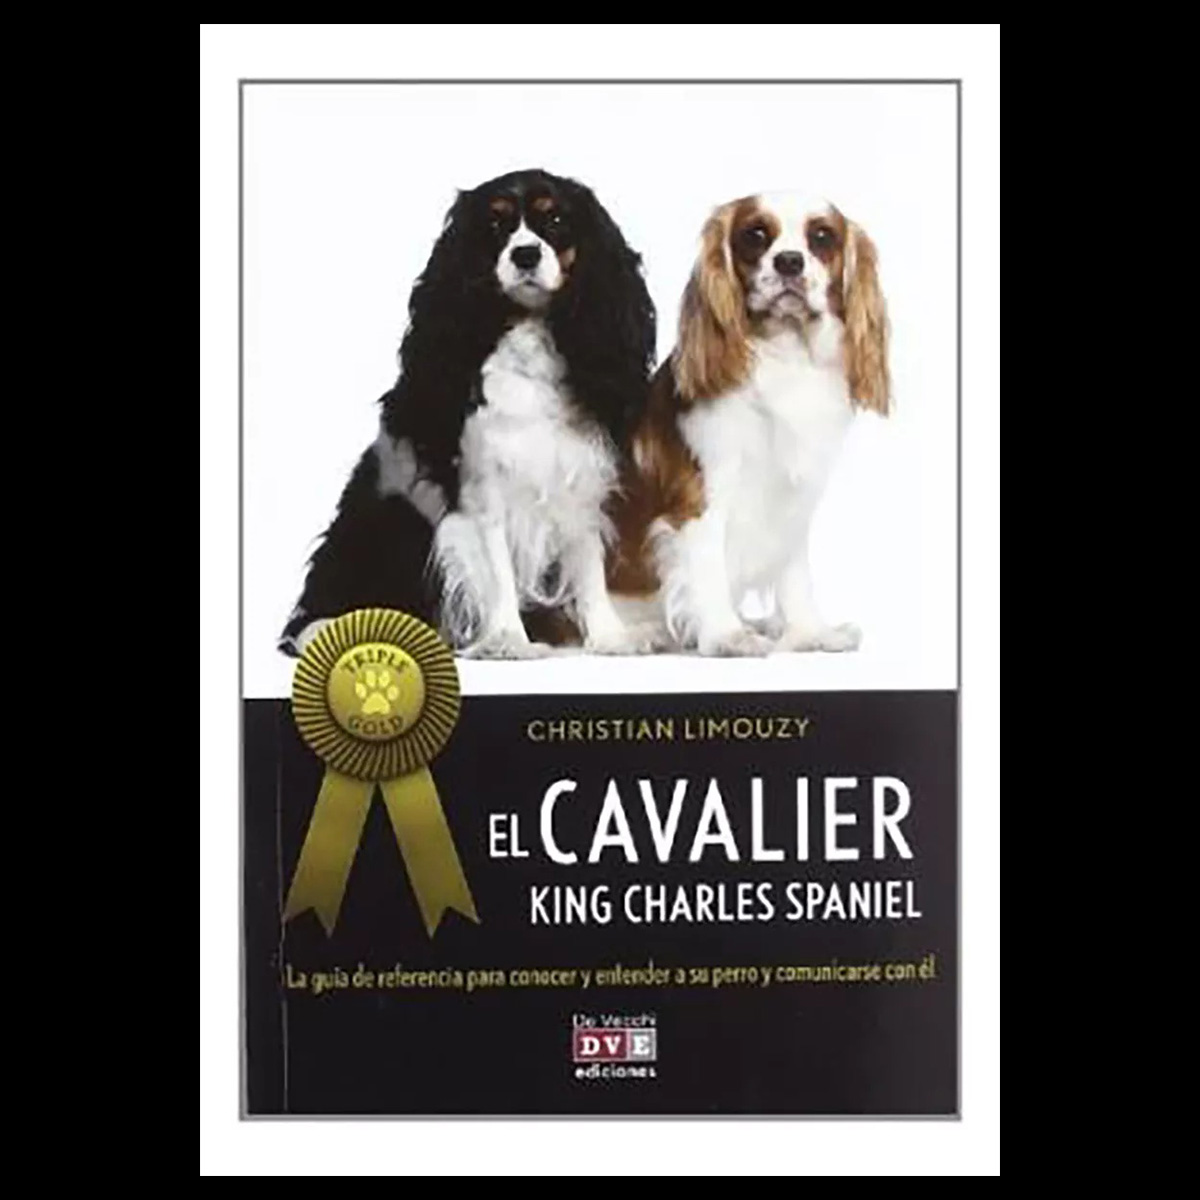 TRIPLE
GOLD
CHRISTIAN LIMOUZY
EL CAVALIER
KING CHARLES SPANIEL
La guía de referencia para conocer y entender a su perro y comunicarse con él
De Vecchi
DVE
ediciones